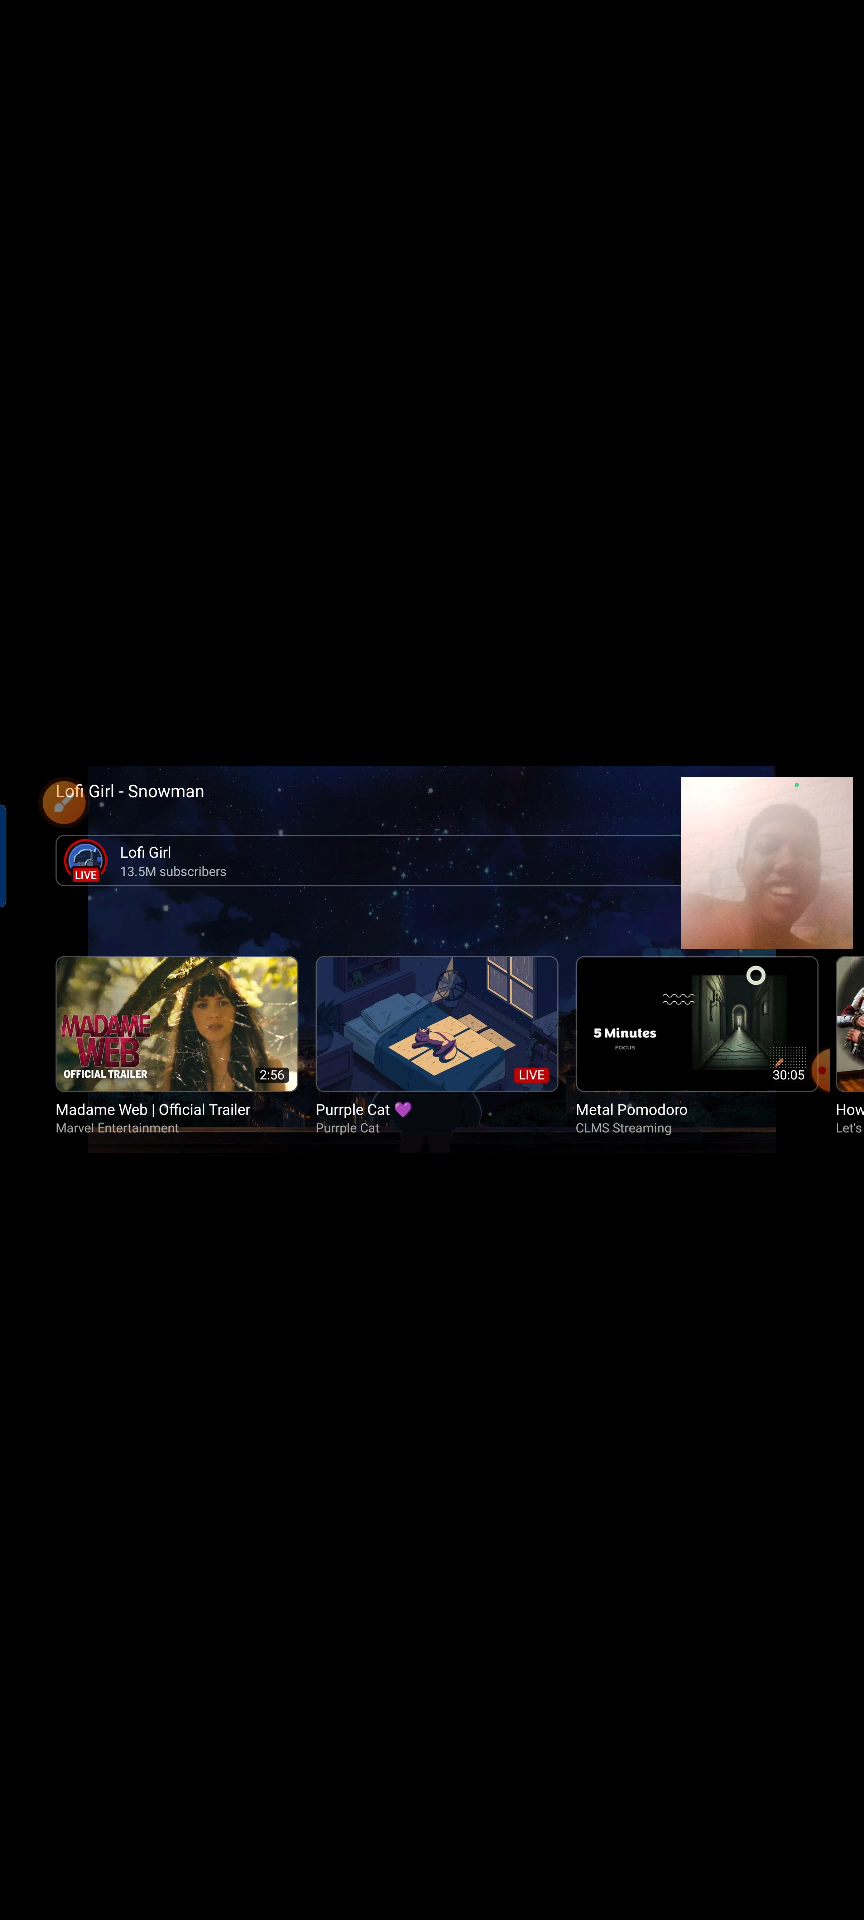 Lofi Girl - Snowman
Lofi Girl
LIVE
13.5M subscribers
MADAME
WEB
OFFICIAL TRAILER
2:56
LIVE
5 Minutes
FOCUS
30:05
Madame Web | Official Trailer
Marvel Entertainment
Purrple Cat 💜
Purrple Cat
Metal Pomodoro
CLMS Streaming
How
Let's